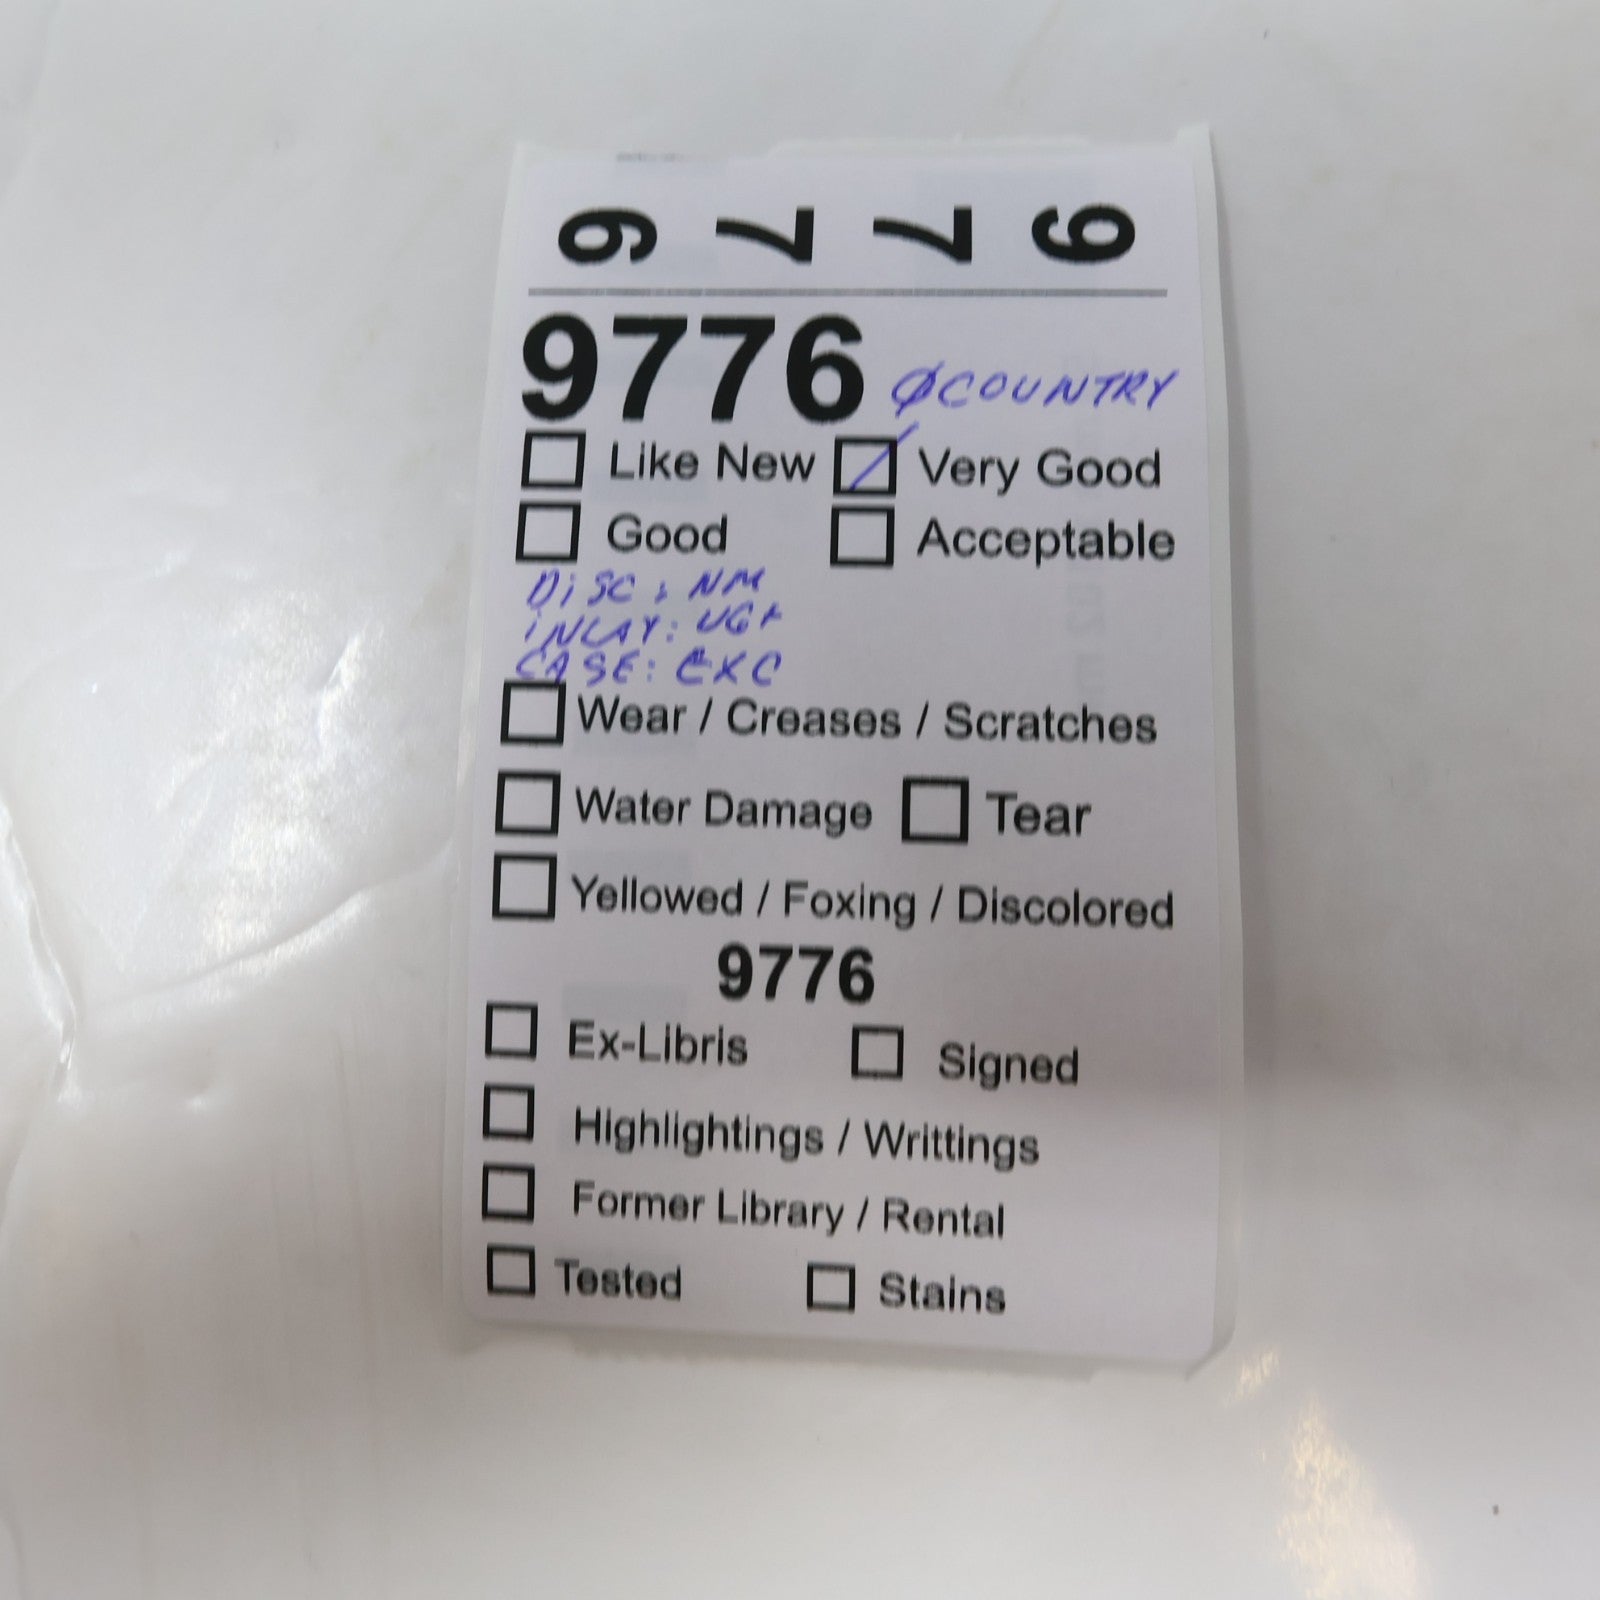 9776
9776 ØCOUNTRY
Like New Very Good
Good Acceptable
DiSC: NM
iNLAY: VG+
CASE: EXC
Wear / Creases / Scratches
Water Damage Tear
Yellowed / Foxing / Discolored
9776
Ex-Libris Signed
Highlightings / Writtings
Former Library / Rental
Tested Stains